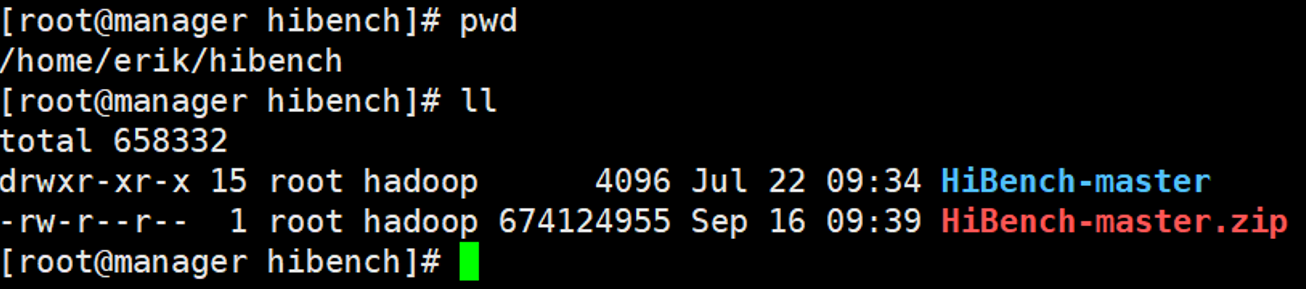 [root@manager hibench]# pwd
/home/erik/hibench
[root@manager hibench]# ll
total 658332
drwxr-xr-x 15 root hadoop      4096 Jul 22 09:34 HiBench-master
-rw-r--r--  1 root hadoop 674124955 Sep 16 09:39 HiBench-master.zip
[root@manager hibench]#